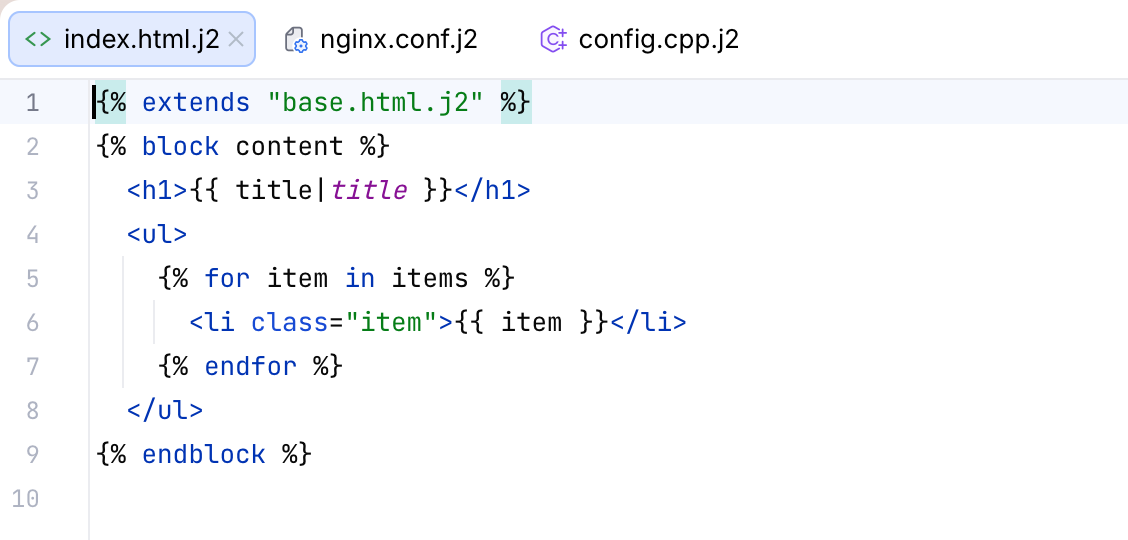 index.html.j2 nginx.conf.j2 config.cpp.j2
1 {% extends "base.html.j2" %}
2 {% block content %}
3   <h1>{{ title|title }}</h1>
4   <ul>
5     {% for item in items %}
6       <li class="item">{{ item }}</li>
7     {% endfor %}
8   </ul>
9 {% endblock %}
10